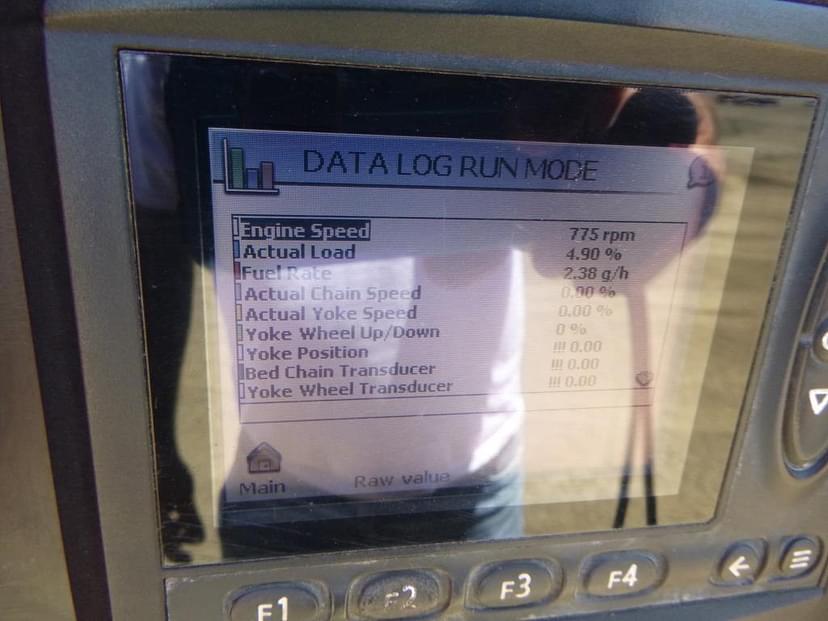 DATA LOG RUN MODE
Engine Speed 775 rpm
Actual Load 4.90 %
Fuel Rate 2.38 g/h
Actual Chain Speed 0.00 %
Actual Yoke Speed 0.00 %
Yoke Wheel Up/Down 0 %
Yoke Position !!! 0.00
Bed Chain Transducer !!! 0.00
Yoke Wheel Transducer !!! 0.00
Main Raw value
F1 F2 F3 F4